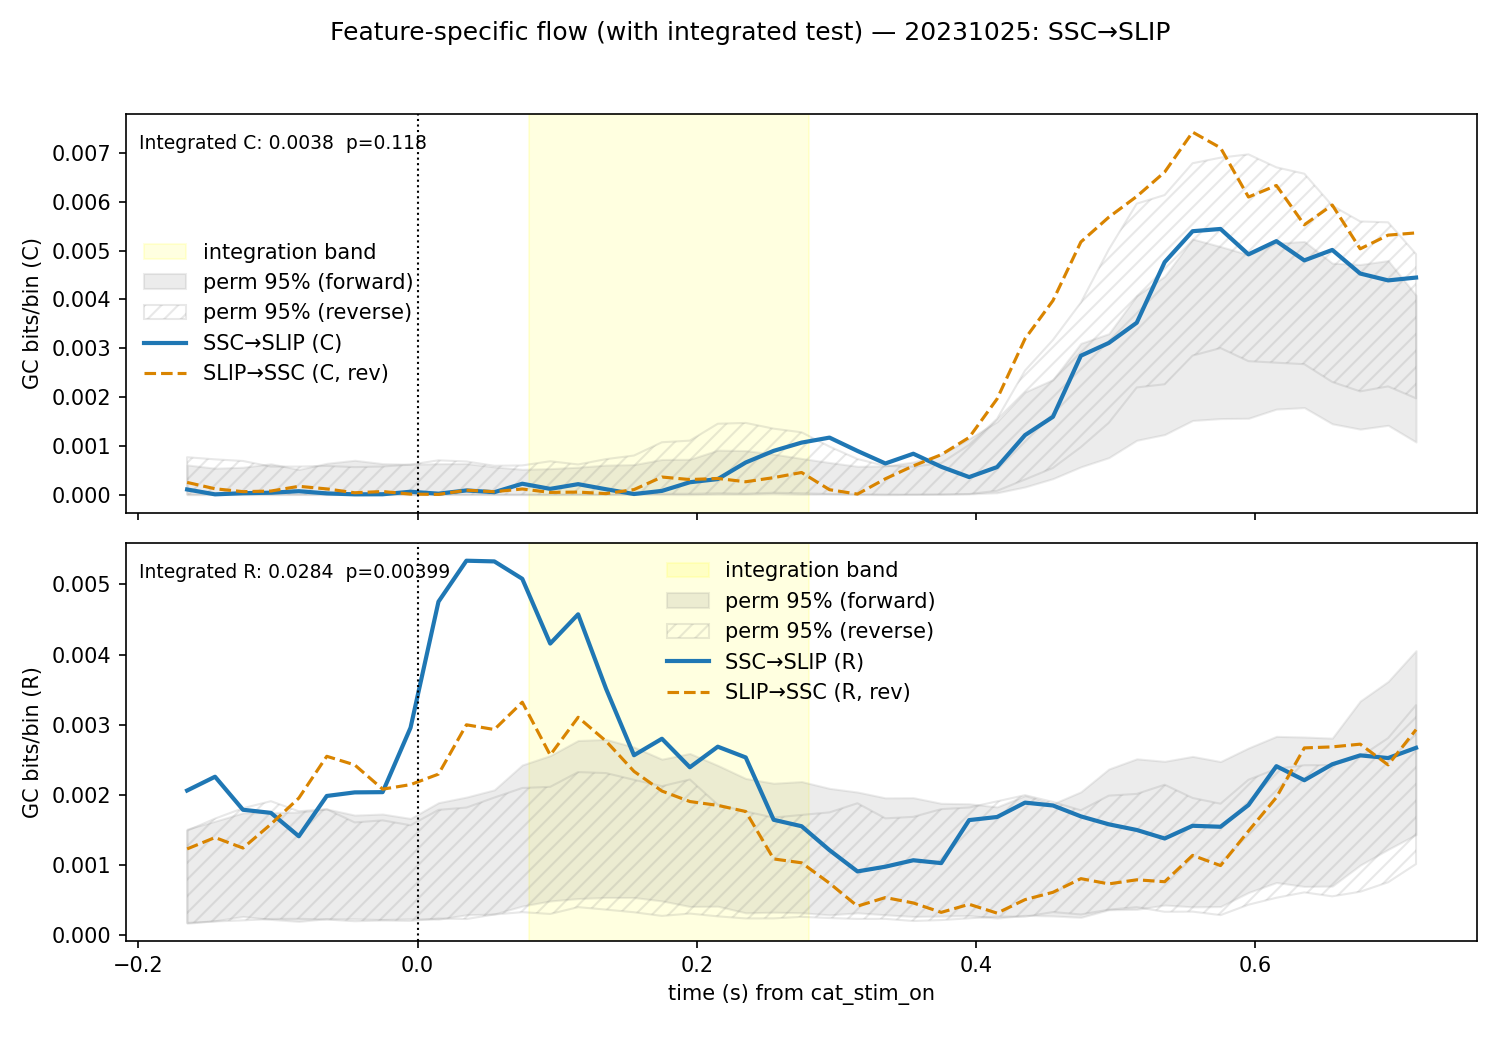 Feature-specific flow (with integrated test) — 20231025: SSC→SLIP
Integrated C: 0.0038  p=0.118
GC bits/bin (C)
0.007
0.006
0.005
0.004
0.003
0.002
0.001
0.000
integration band
perm 95% (forward)
perm 95% (reverse)
SSC→SLIP (C)
SLIP→SSC (C, rev)
Integrated R: 0.0284  p=0.00399
GC bits/bin (R)
0.005
0.004
0.003
0.002
0.001
0.000
integration band
perm 95% (forward)
perm 95% (reverse)
SSC→SLIP (R)
SLIP→SSC (R, rev)
−0.2 0.0 0.2 0.4 0.6
time (s) from cat_stim_on